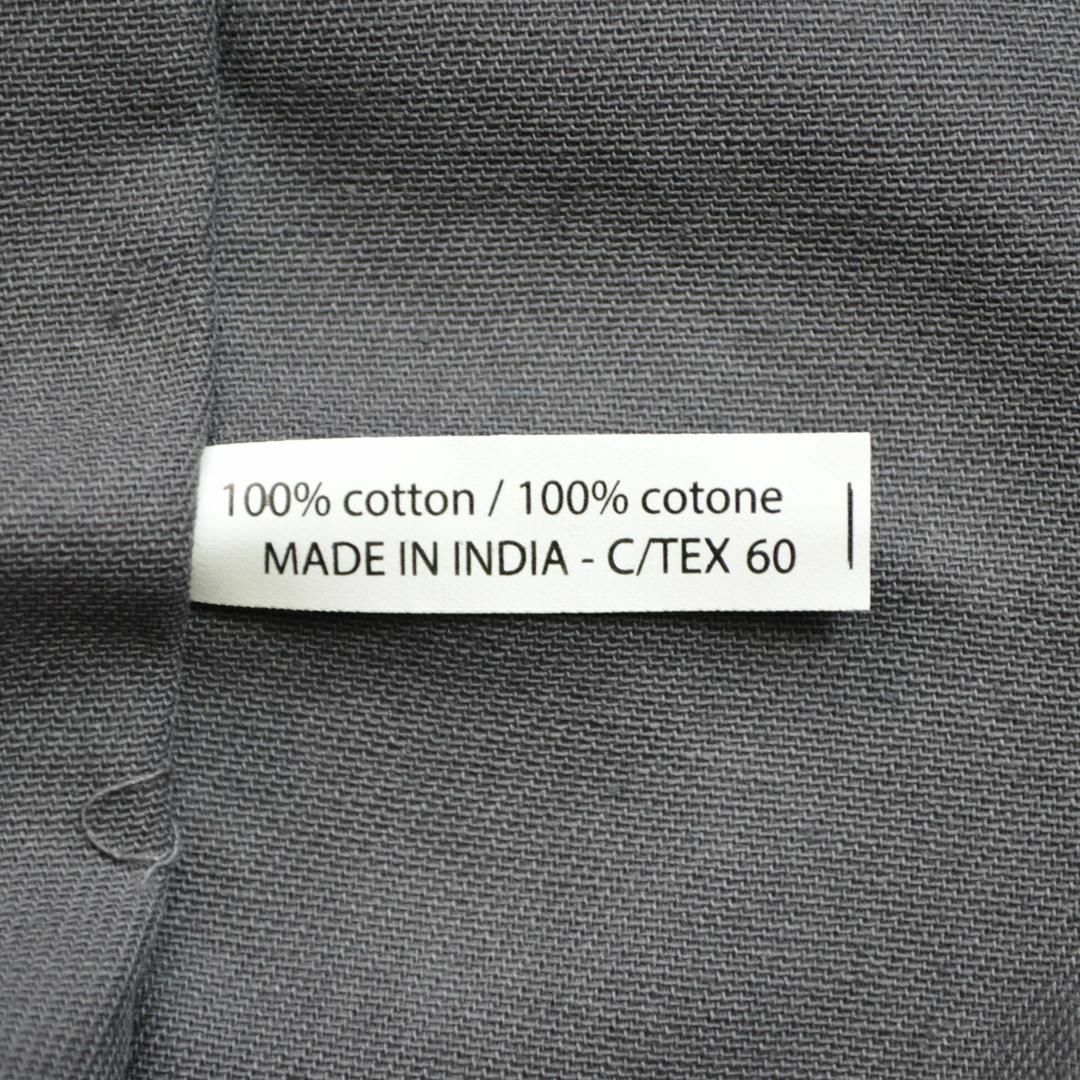 100% cotton / 100% cotone
MADE IN INDIA - C/TEX 60